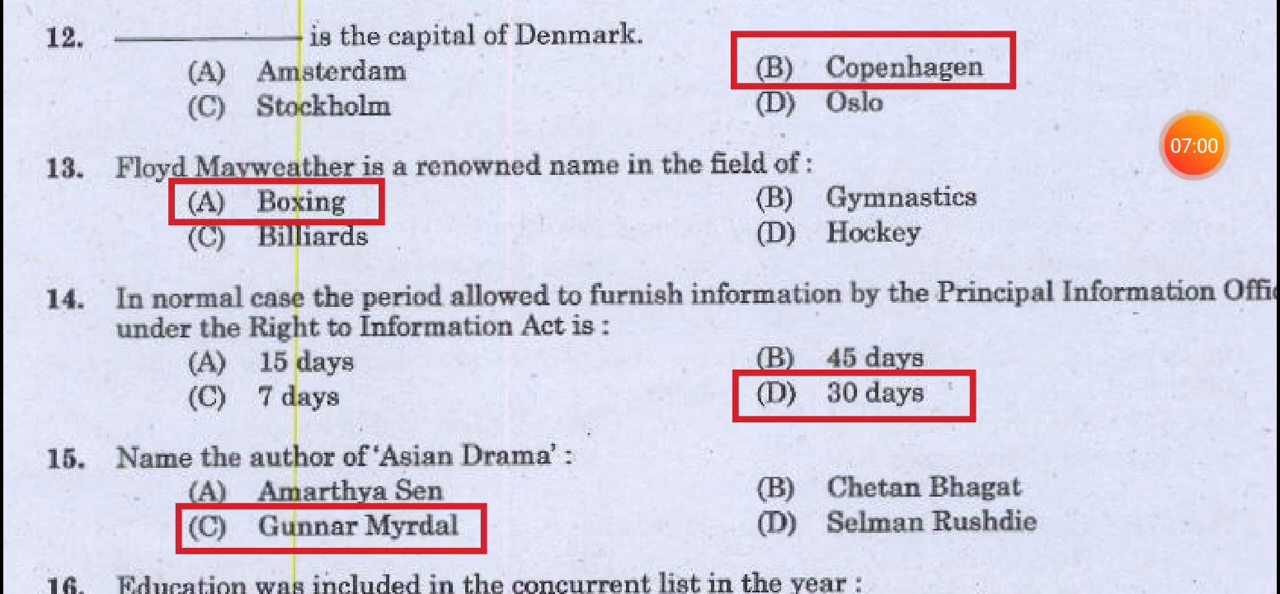 12. ____________ is the capital of Denmark.
(A) Amsterdam (B) Copenhagen
(C) Stockholm (D) Oslo
07:00
13. Floyd Mayweather is a renowned name in the field of :
(A) Boxing (B) Gymnastics
(C) Billiards (D) Hockey
14. In normal case the period allowed to furnish information by the Principal Information Offi
under the Right to Information Act is :
(A) 15 days (B) 45 days
(C) 7 days (D) 30 days
15. Name the author of ‘Asian Drama’ :
(A) Amarthya Sen (B) Chetan Bhagat
(C) Gunnar Myrdal (D) Selman Rushdie
16. Education was included in the concurrent list in the year :